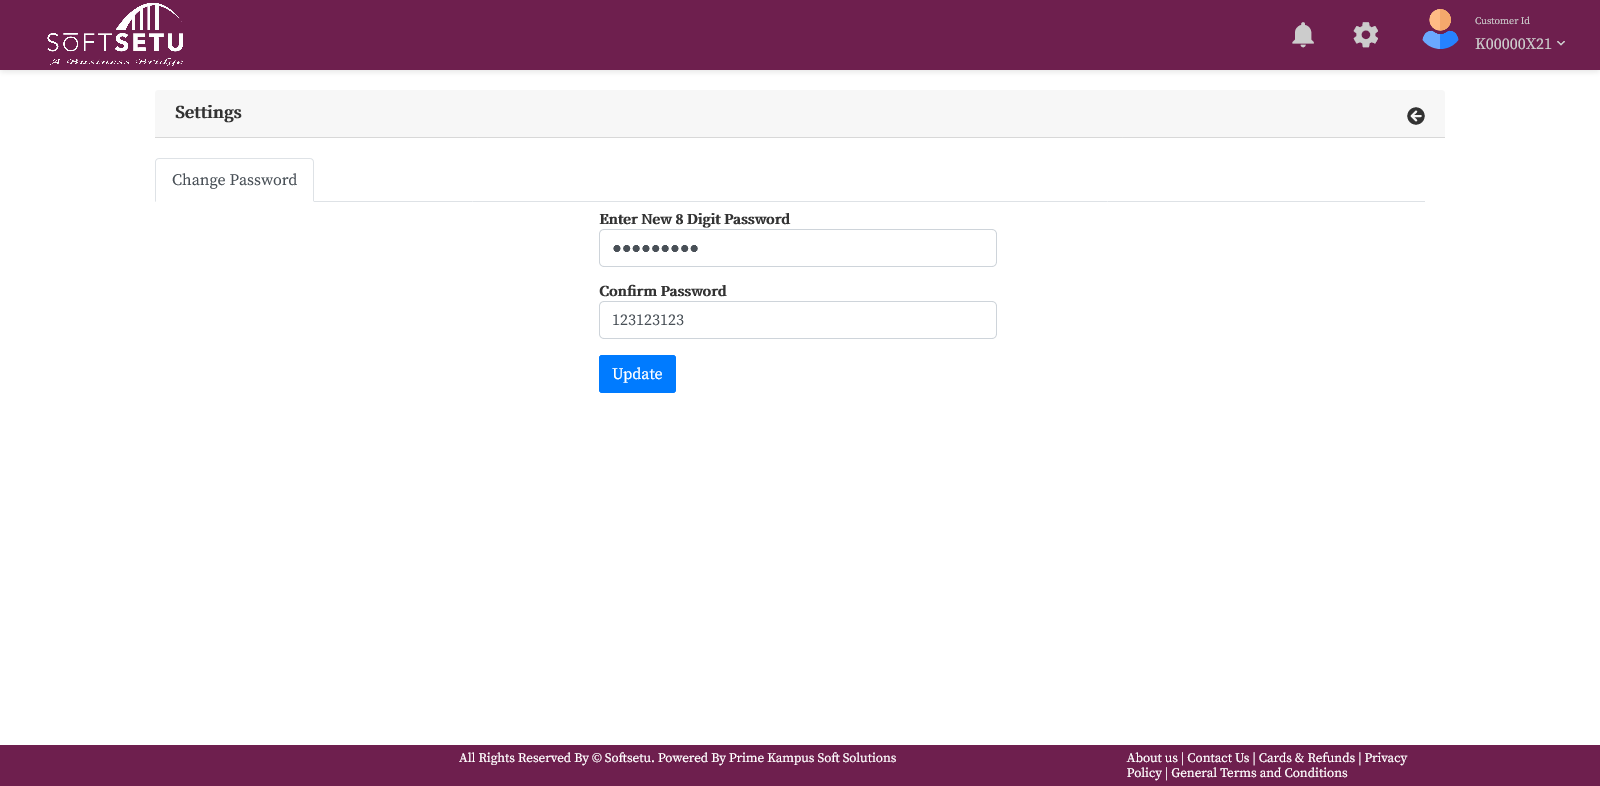 SOFTSETU
A Business Bridge
Customer Id
K00000X21
Settings
Change Password
Enter New 8 Digit Password
•••••••••
Confirm Password
123123123
Update
All Rights Reserved By © Softsetu. Powered By Prime Kampus Soft Solutions
About us | Contact Us | Cards & Refunds | Privacy
Policy | General Terms and Conditions